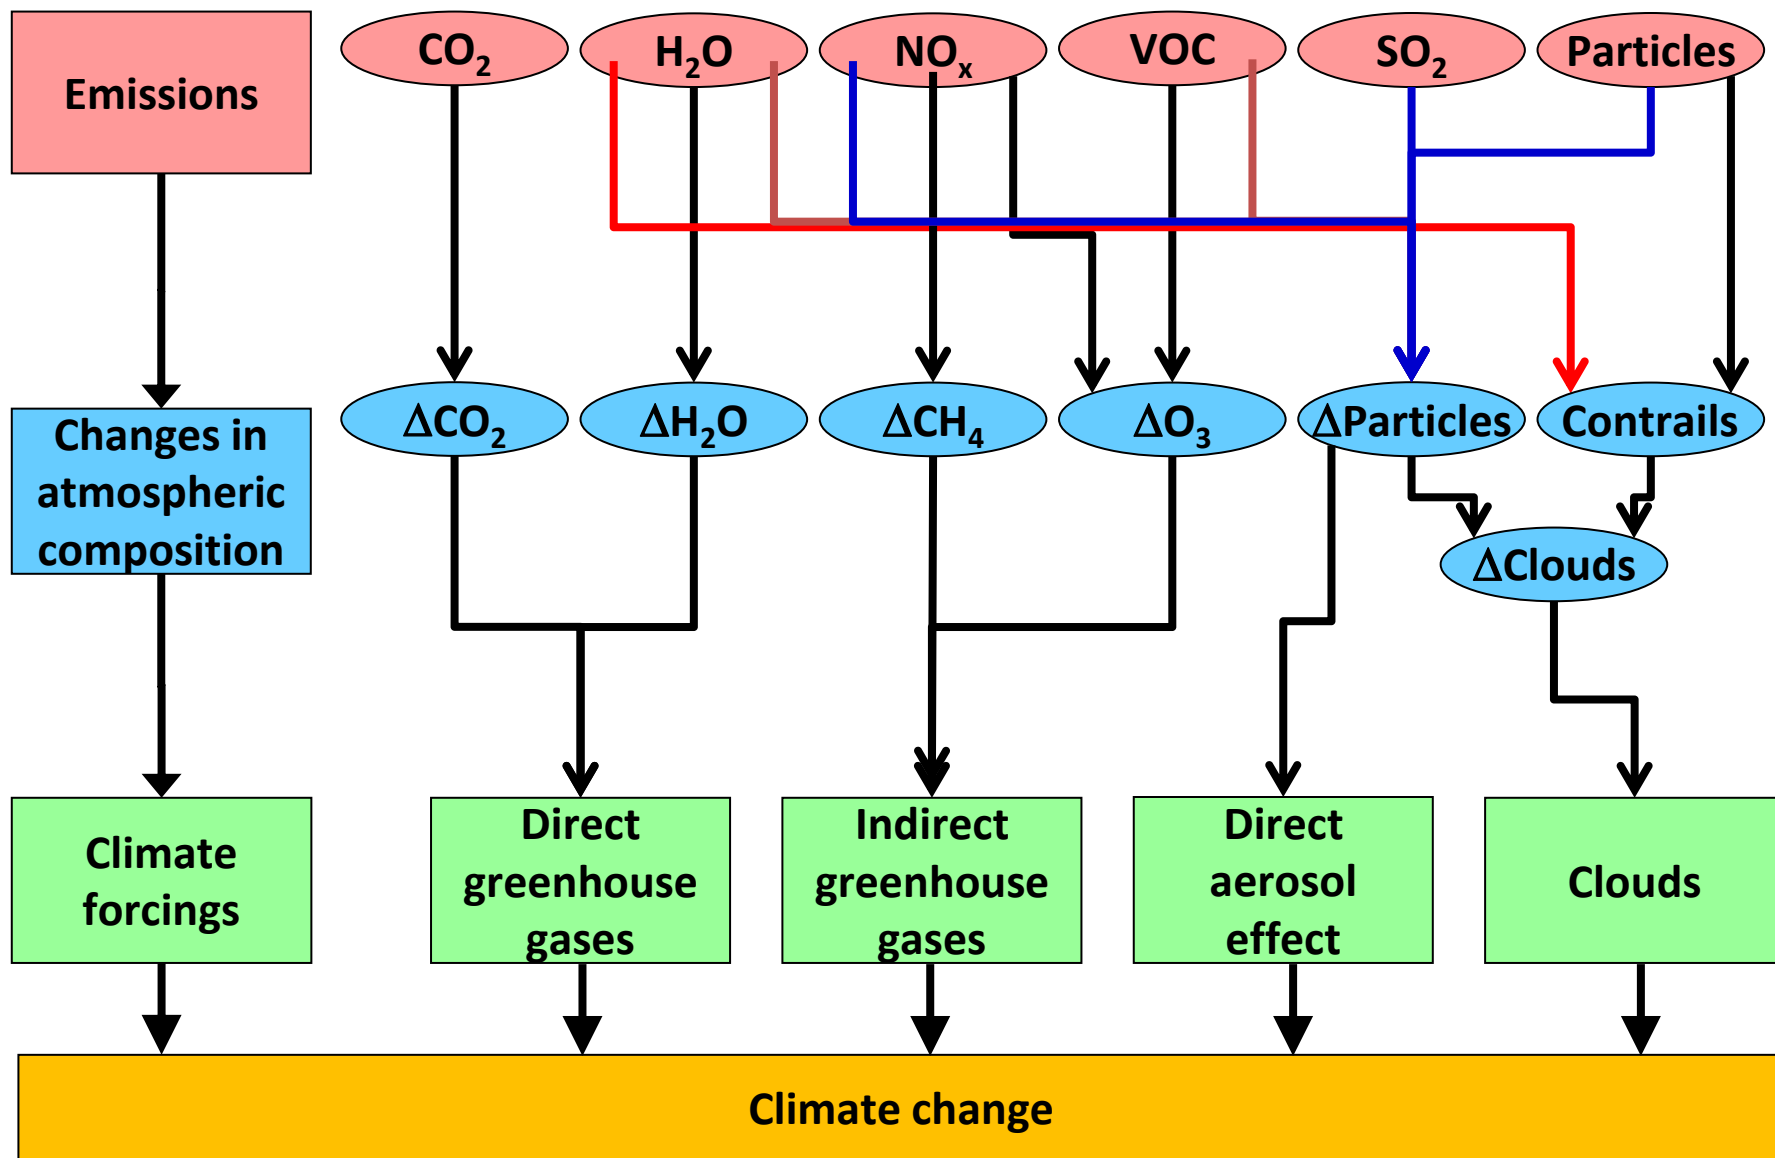 Emissions
CO₂
H₂O
NOₓ
VOC
SO₂
Particles
Changes in
atmospheric
composition
ΔCO₂
ΔH₂O
ΔCH₄
ΔO₃
ΔParticles
Contrails
ΔClouds
Climate
forcings
Direct
greenhouse
gases
Indirect
greenhouse
gases
Direct
aerosol
effect
Clouds
Climate change